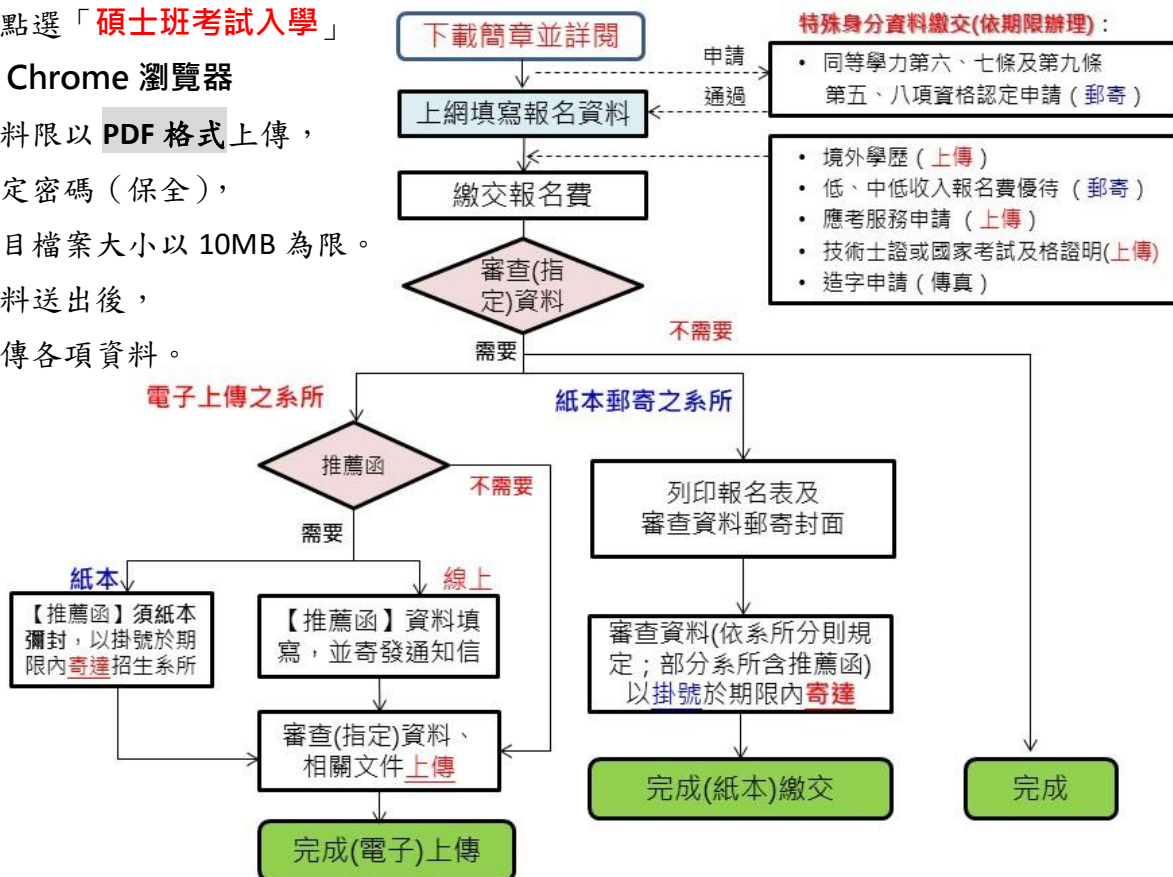 點選「碩士班考試入學」
Chrome 瀏覽器
料限以 PDF 格式上傳，
定密碼（保全），
目檔案大小以 10MB 為限。
料送出後，
傳各項資料。
下載簡章並詳閱
特殊身分資料繳交(依期限辦理)：
申請
• 同等學力第六、七條及第九條
第五、八項資格認定申請（郵寄）
通過
上網填寫報名資料
• 境外學歷（上傳）
• 低、中低收入報名費優待 （郵寄）
• 應考服務申請 （上傳）
• 技術士證或國家考試及格證明(上傳)
• 造字申請（傳真）
繳交報名費
審查(指
定)資料
不需要
需要
電子上傳之系所
紙本郵寄之系所
推薦函
不需要
需要
列印報名表及
審查資料郵寄封面
紙本
線上
【推薦函】須紙本
彌封，以掛號於期
限內寄達招生系所
【推薦函】資料填
寫，並寄發通知信
審查資料(依系所分則規
定；部分系所含推薦函)
以掛號於期限內寄達
審查(指定)資料、
相關文件上傳
完成(紙本)繳交
完成
完成(電子)上傳